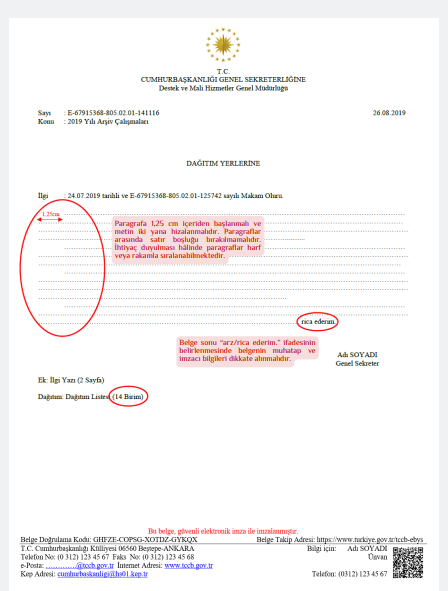 T.C.
CUMHURBAŞKANLIĞI GENEL SEKRETERLİĞİNE
Destek ve Mali Hizmetler Genel Müdürlüğü
Sayı : E-67915368-805.02.01-141116 26.08.2019
Konu : 2019 Yılı Arşiv Çalışmaları
DAĞITIM YERLERİNE
İlgi : 24.07.2019 tarihli ve E-67915368-805.02.01-125742 sayılı Makam Oluru.
1.25cm
Paragrafa 1,25 cm içeriden başlanmalı ve
metin iki yana hizalanmalıdır. Paragraflar
arasında satır boşluğu bırakılmamalıdır.
İhtiyaç duyulması hâlinde paragraflar harf
veya rakamla sıralanabilmektedir.
rica ederim.
Belge sonu "arz/rica ederim." ifadesinin
belirlenmesinde belgenin muhatap ve
imzacı bilgileri dikkate alınmalıdır.
Adı SOYADI
Genel Sekreter
Ek: İlgi Yazı (2 Sayfa)
Dağıtım: Dağıtım Listesi (14 Birim)
Bu belge, güvenli elektronik imza ile imzalanmıştır.
Belge Doğrulama Kodu: GHFZE-COPSG-XOTDZ-GYKQX Belge Takip Adresi: https://www.turkiye.gov.tr/tccb-ebys
T.C. Cumhurbaşkanlığı Külliyesi 06560 Beştepe-ANKARA Bilgi için: Adı SOYADI
Telefon No: (0 312) 123 45 67 Faks No: (0 312) 123 45 68 Ünvan
e-Posta: ................@tccb.gov.tr İnternet Adresi: www.tccb.gov.tr
Kep Adresi: cumhurbaskanligi@hs01.kep.tr Telefon: (0312) 123 45 67